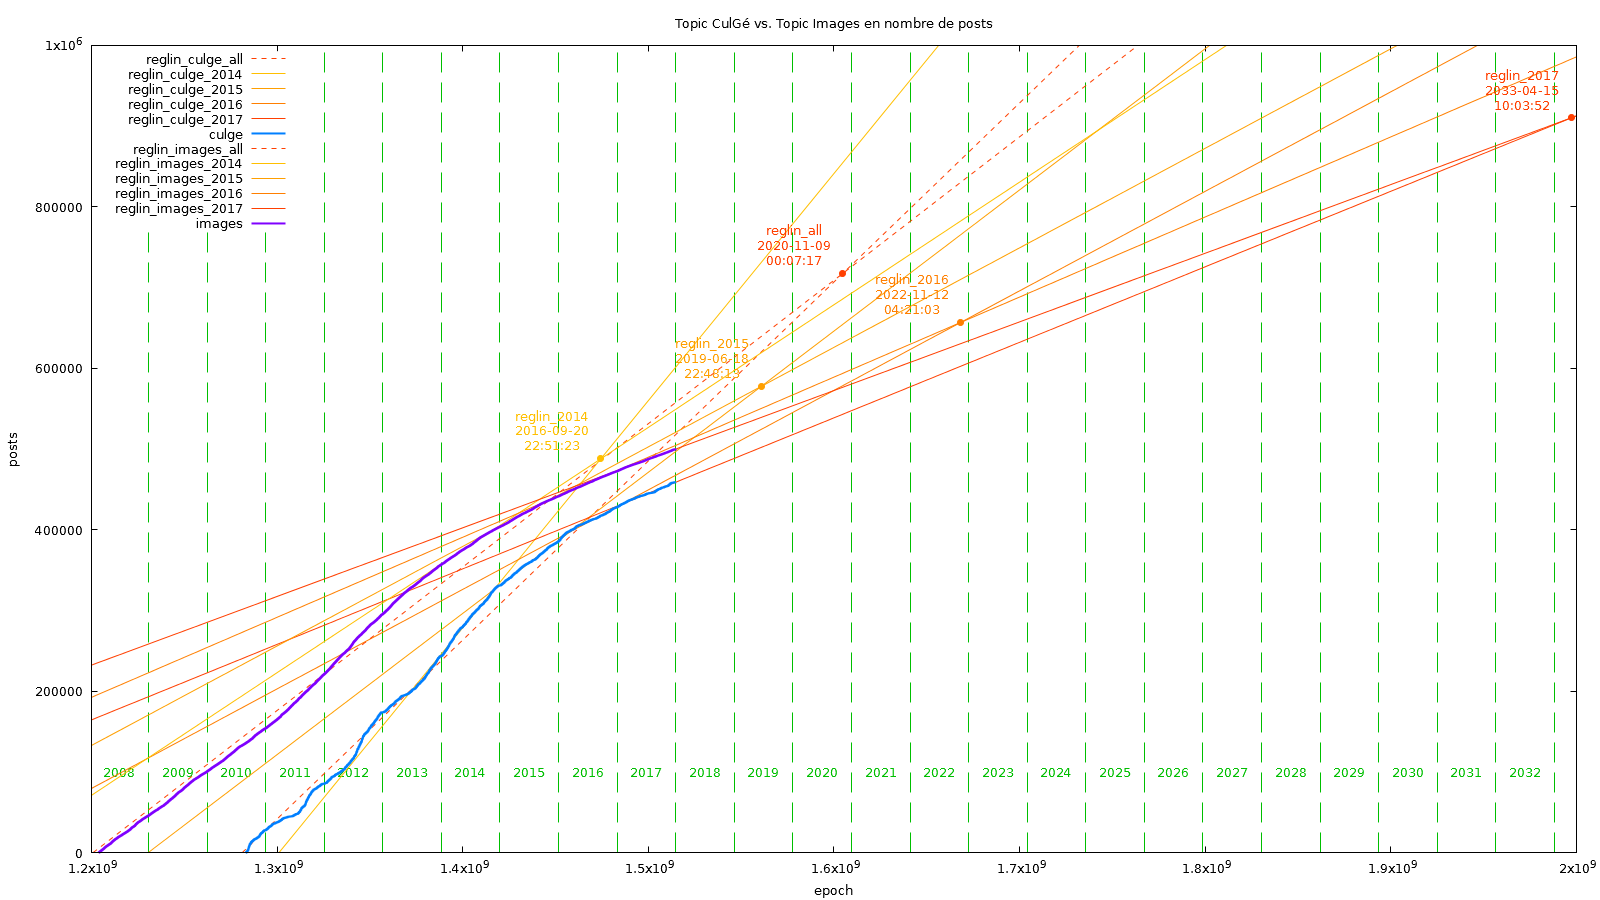 Topic CulGé vs. Topic Images en nombre de posts
1x10^6
800000
600000
400000
200000
0
posts
reglin_culge_all
reglin_culge_2014
reglin_culge_2015
reglin_culge_2016
reglin_culge_2017
culge
reglin_images_all
reglin_images_2014
reglin_images_2015
reglin_images_2016
reglin_images_2017
images
reglin_2017
2033-04-15
10:03:52
reglin_all
2020-11-09
00:07:17
reglin_2016
2022-11-12
04:21:03
reglin_2015
2019-06-18
22:48:13
reglin_2014
2016-09-20
22:51:23
2008 2009 2010 2011 2012 2013 2014 2015 2016 2017 2018 2019 2020 2021 2022 2023 2024 2025 2026 2027 2028 2029 2030 2031 2032
1.2x10^9 1.3x10^9 1.4x10^9 1.5x10^9 1.6x10^9 1.7x10^9 1.8x10^9 1.9x10^9 2x10^9
epoch